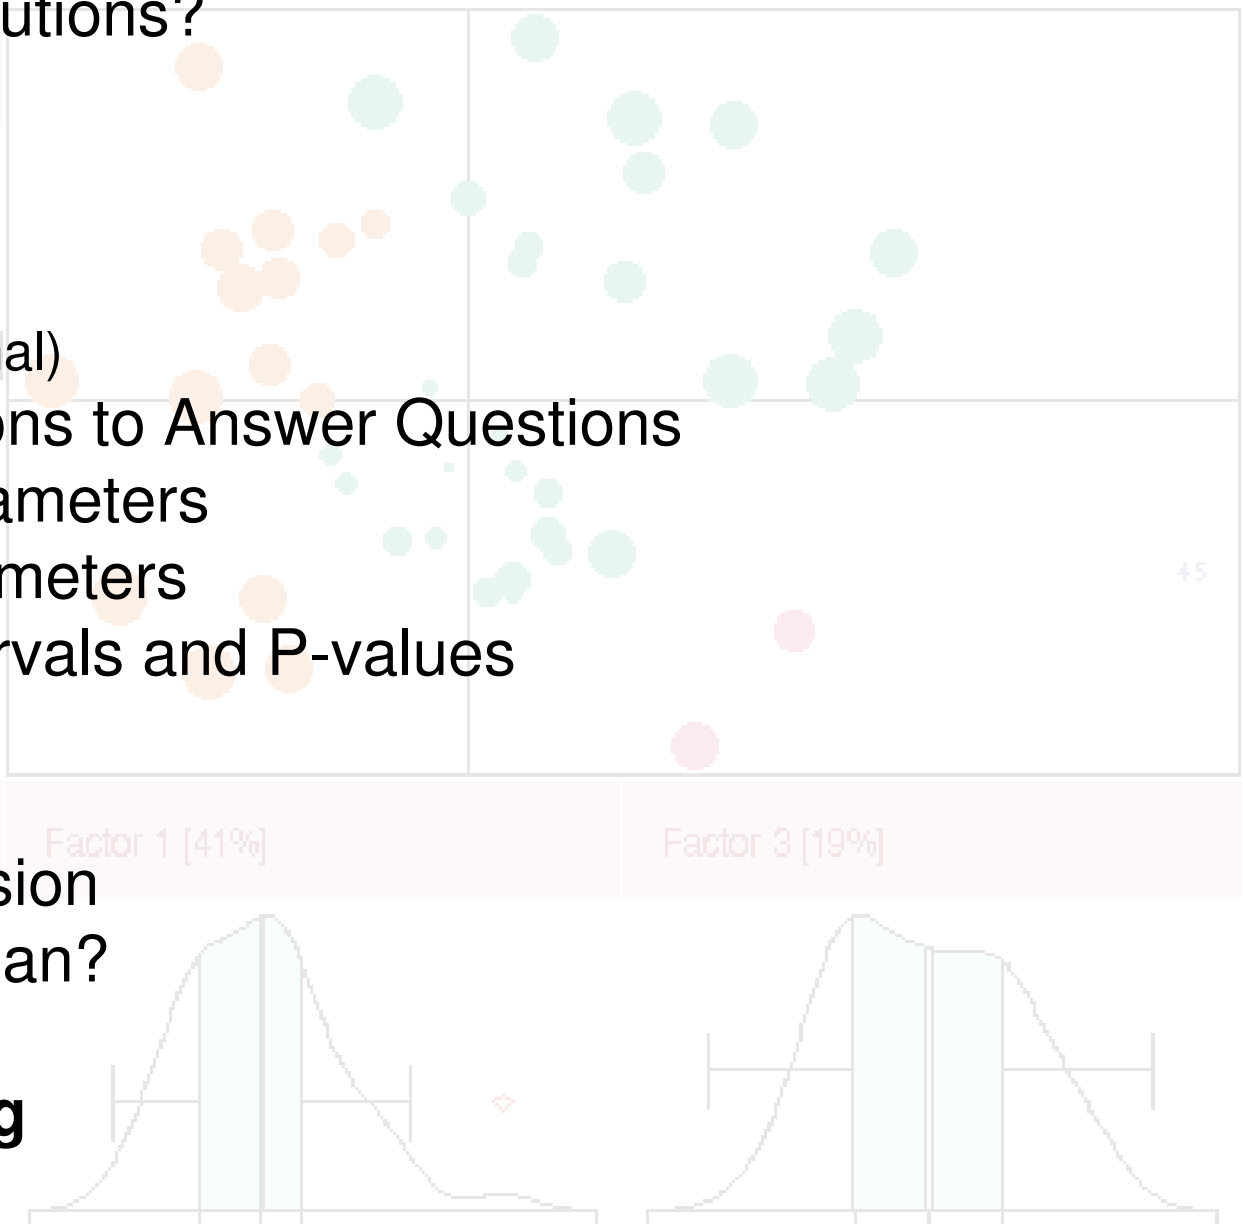 utions?
al)
ons to Answer Questions
ameters
meters
45
rvals and P-values
Factor 1 [41%]
Factor 3 [19%]
sion
an?
g